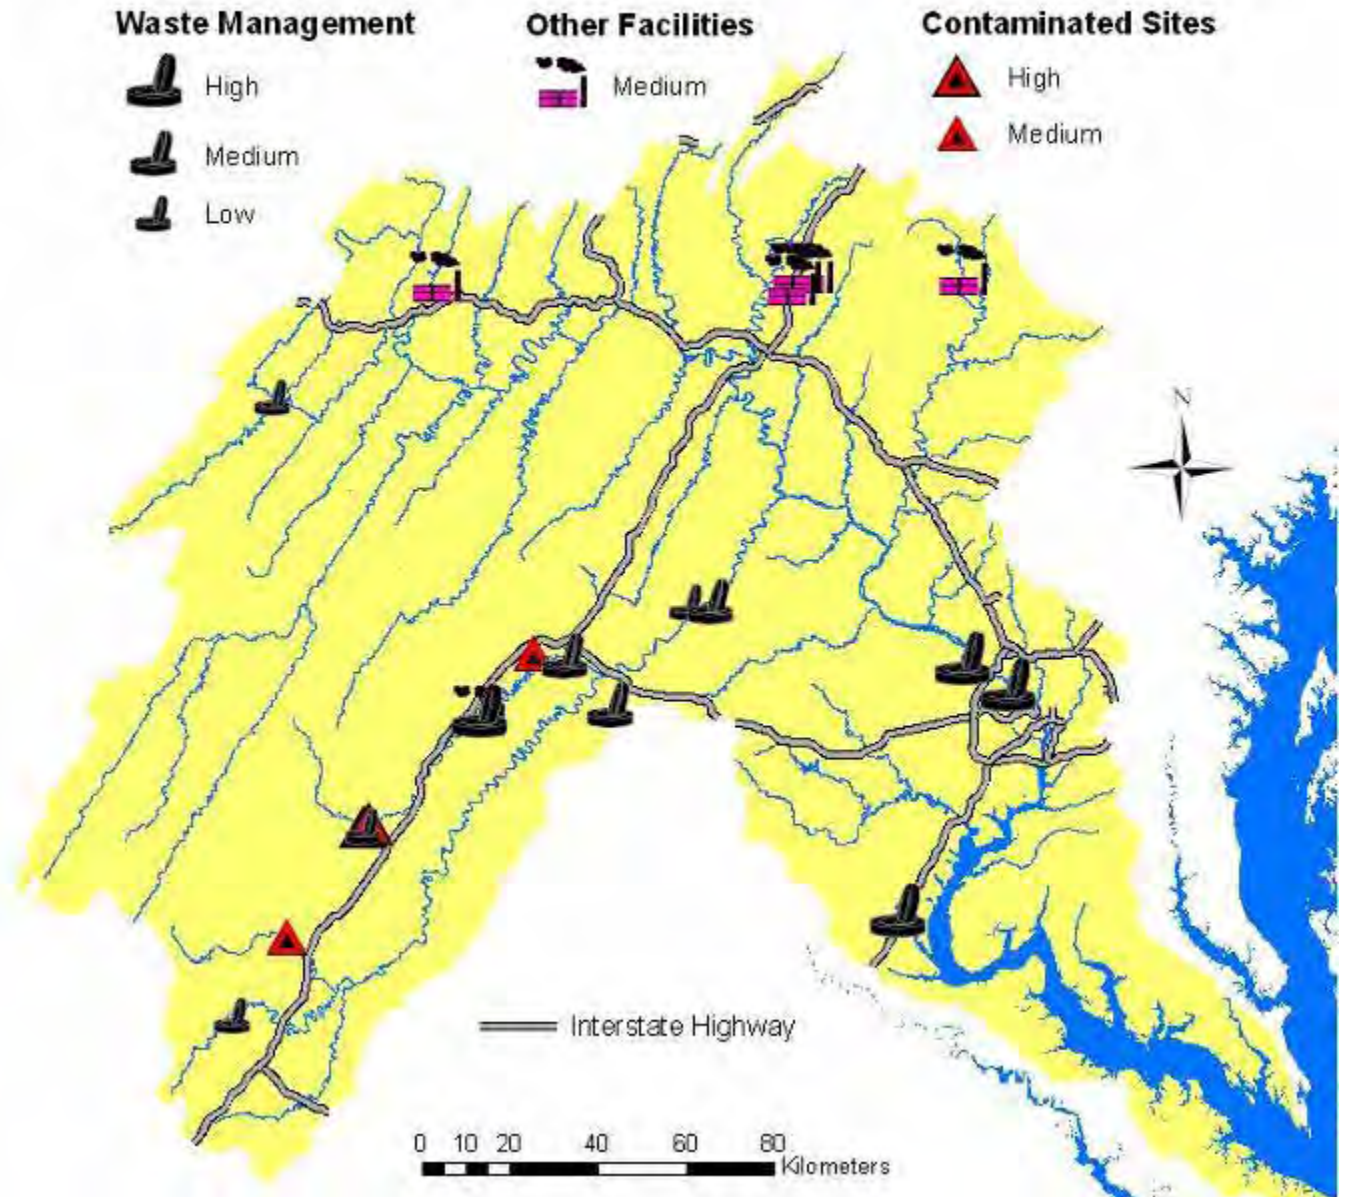 Waste Management
High
Medium
Low
Other Facilities
Medium
Contaminated Sites
High
Medium
N
Interstate Highway
0 10 20 40 60 80
Kilometers